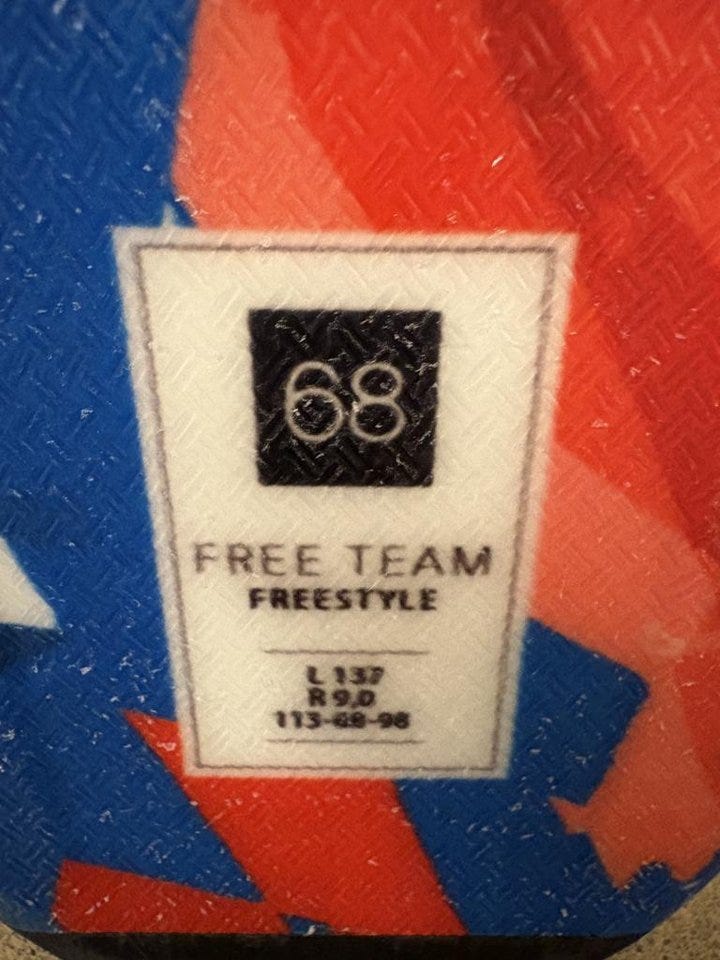 68
FREE TEAM
FREESTYLE
L 137
R 9,0
113-68-98